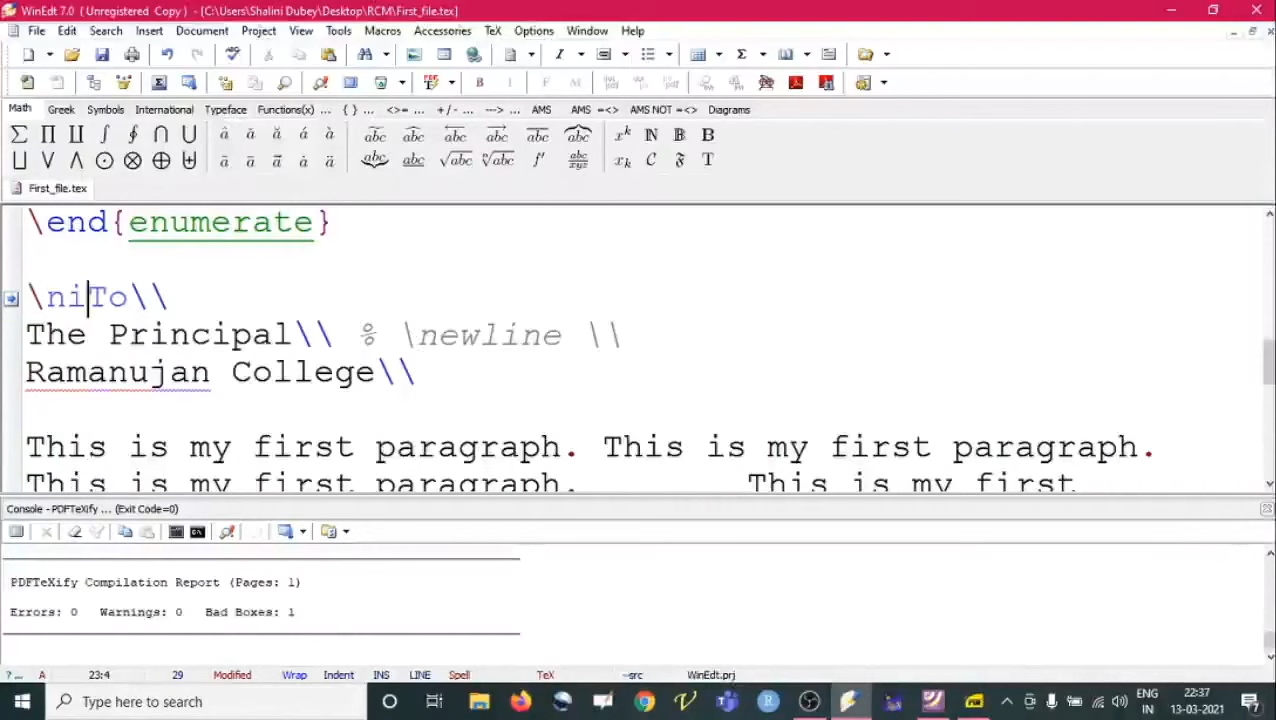 WinEdt 7.0 ( Unregistered Copy ) - [C:\Users\Shalini Dubey\Desktop\RCM\First_file.tex]
File Edit Search Insert Document Project View Tools Macros Accessories TeX Options Window Help
Math Greek Symbols International Typeface Functions(x) ... { } ... <>= ... +/- ... ---> ... AMS AMS =<> AMS NOT =<> Diagrams
First_file.tex
\end{enumerate}
\niTo\\
The Principal\\ % \newline \\
Ramanujan College\\
This is my first paragraph. This is my first paragraph.
This is my first paragraph. This is my first
Console - PDFTeXify ... (Exit Code=0)
PDFTeXify Compilation Report (Pages: 1)
Errors: 0 Warnings: 0 Bad Boxes: 1
? ... A 23:4 29 Modified Wrap Indent INS LINE Spell TeX --src WinEdt.prj
Type here to search
ENG 22:37
IN 13-03-2021